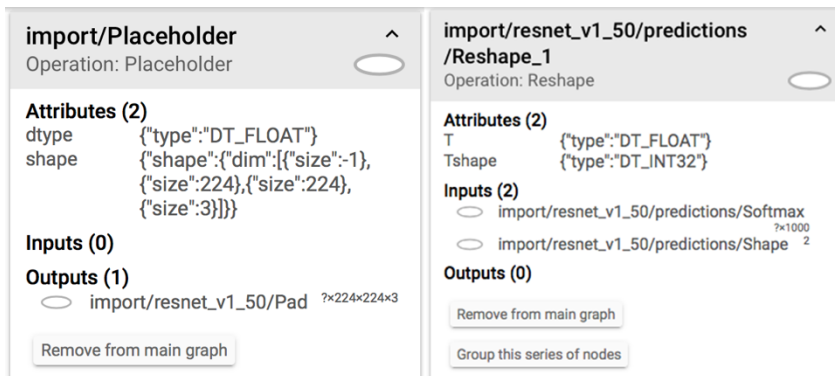 import/Placeholder
Operation: Placeholder
Attributes (2)
dtype {"type":"DT_FLOAT"}
shape {"shape":{"dim":[{"size":-1},
{"size":224},{"size":224},
{"size":3}]}}
Inputs (0)
Outputs (1)
import/resnet_v1_50/Pad ?×224×224×3
Remove from main graph
import/resnet_v1_50/predictions
/Reshape_1
Operation: Reshape
Attributes (2)
T {"type":"DT_FLOAT"}
Tshape {"type":"DT_INT32"}
Inputs (2)
import/resnet_v1_50/predictions/Softmax
?×1000
import/resnet_v1_50/predictions/Shape 2
Outputs (0)
Remove from main graph
Group this series of nodes